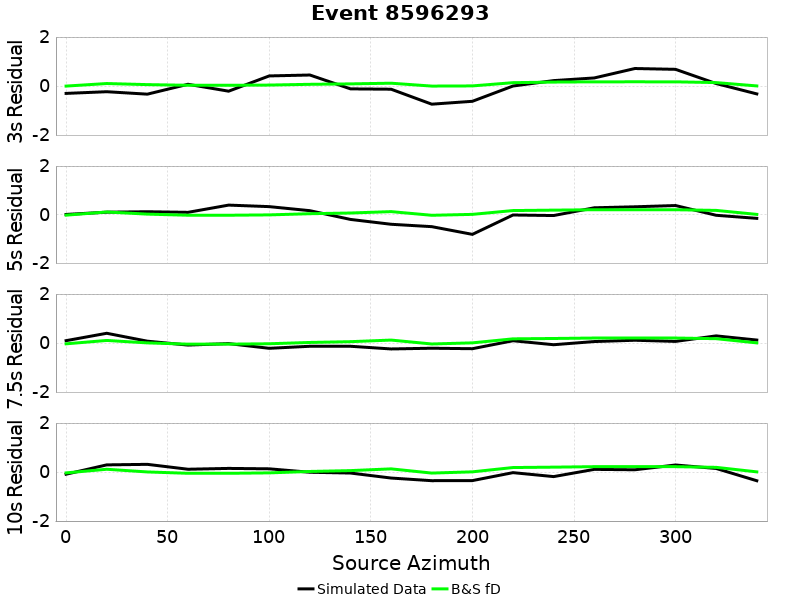 Event 8596293
3s Residual
2
0
-2
5s Residual
2
0
-2
7.5s Residual
2
0
-2
10s Residual
2
0
-2
0 50 100 150 200 250 300
Source Azimuth
Simulated Data B&S fD